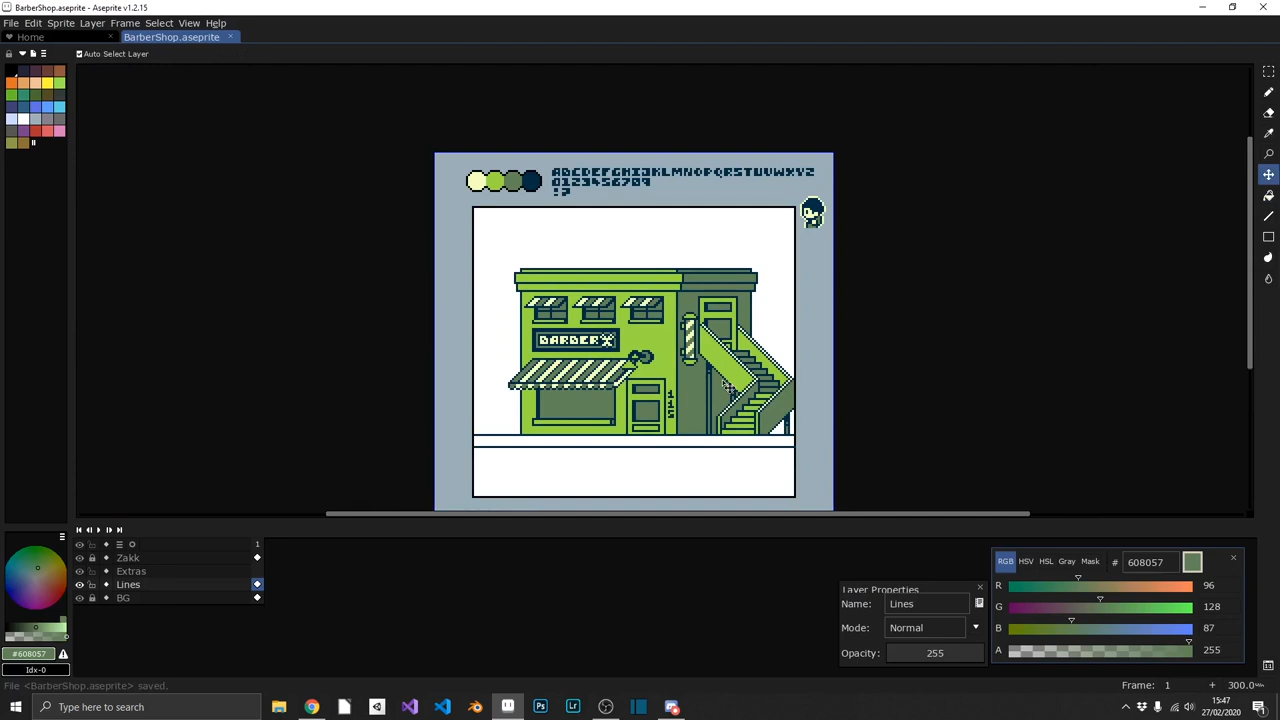 BarberShop.aseprite - Aseprite v1.2.15
File Edit Sprite Layer Frame Select View Help
Home BarberShop.aseprite
Auto Select Layer
ABCDEFGHIJKLMNOPQRSTUVWXYZ
0123456789
!?
BARBER
1
Zakk
Extras
Lines
BG
Layer Properties
Name: Lines
Mode: Normal
Opacity: 255
RGB HSV HSL Gray Mask # 608057
R 96
G 128
B 87
A 255
#608057
Idx-0
File <BarberShop.aseprite> saved.
Frame: 1 300.0%
Type here to search
15:47
27/02/2020